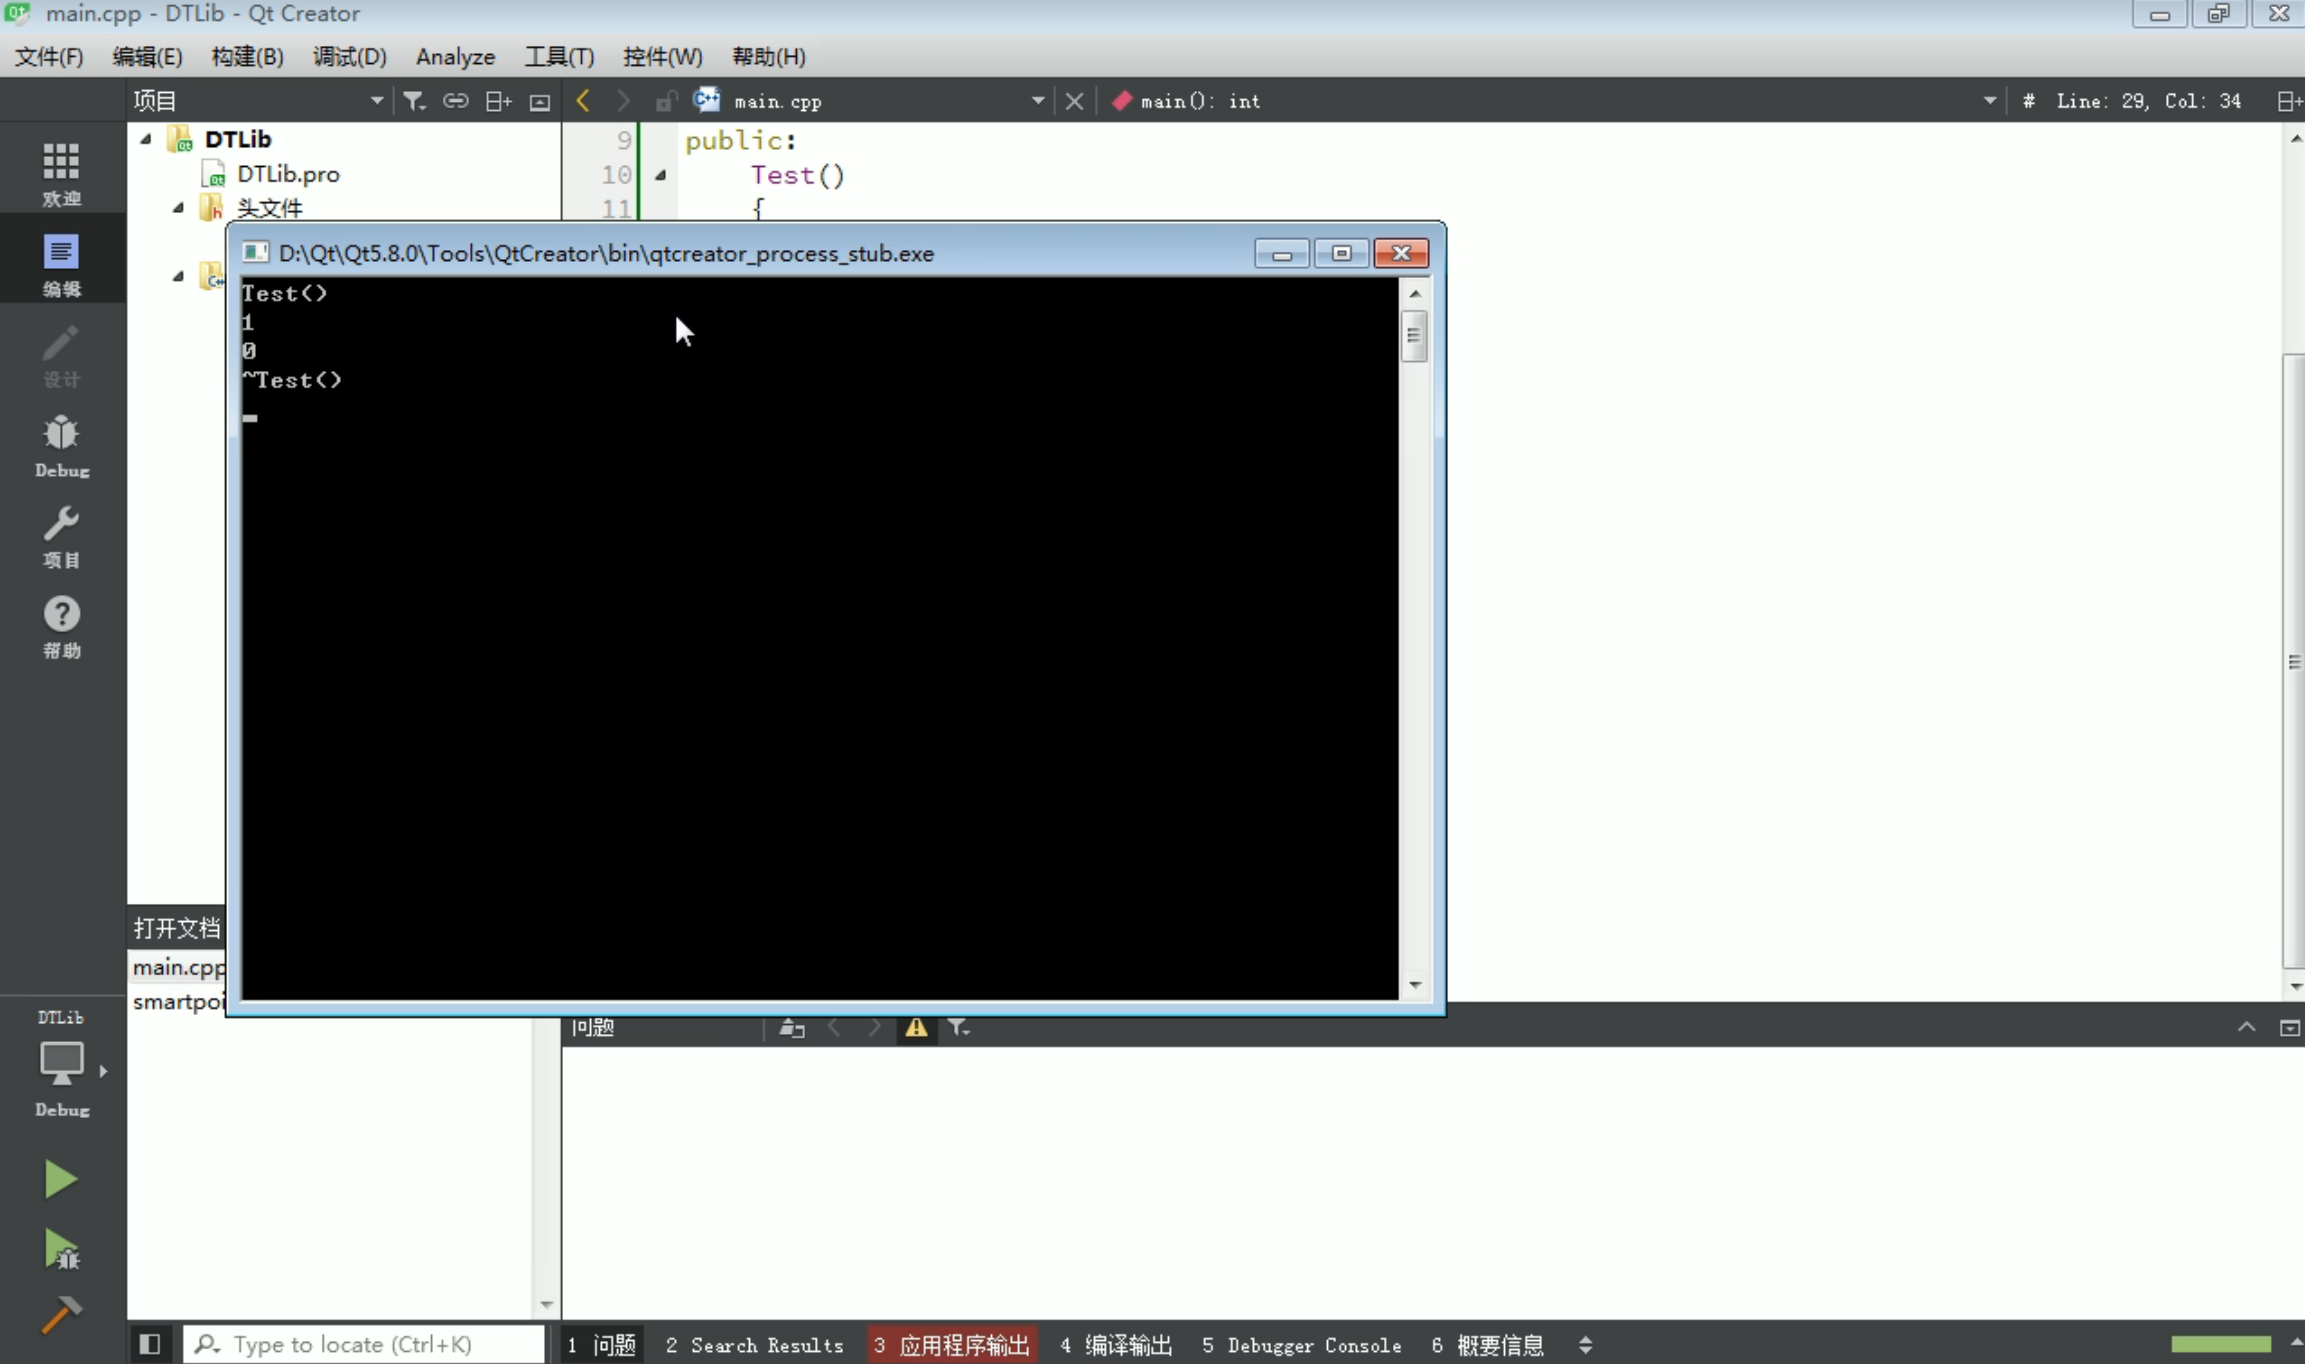 main.cpp - DTLib - Qt Creator
文件(F) 编辑(E) 构建(B) 调试(D) Analyze 工具(T) 控件(W) 帮助(H)
项目
main.cpp
main(): int
# Line: 29, Col: 34
欢迎
编辑
设计
Debug
项目
帮助
DTLib
DTLib.pro
头文件
9 public:
10 Test()
11 {
D:\Qt\Qt5.8.0\Tools\QtCreator\bin\qtcreator_process_stub.exe
Test()
1
0
~Test()
打开文档
main.cpp
smartpoi
DTLib
Debug
问题
Type to locate (Ctrl+K)
1 问题 2 Search Results 3 应用程序输出 4 编译输出 5 Debugger Console 6 概要信息